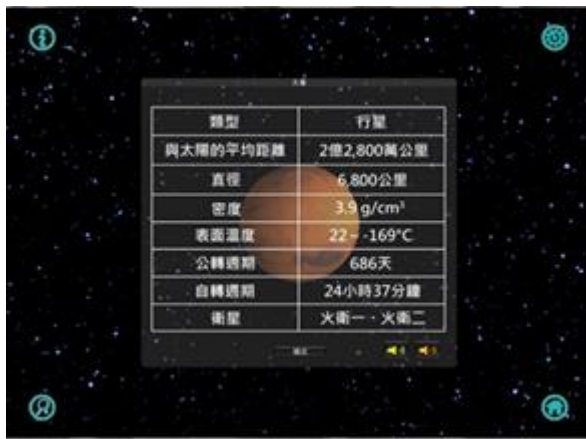 火星
類型 行星
與太陽的平均距離 2億2,800萬公里
直徑 6,800公里
密度 3.9 g/cm³
表面溫度 22 ~ -169°C
公轉週期 686天
自轉週期 24小時37分鐘
衛星 火衛一、火衛二